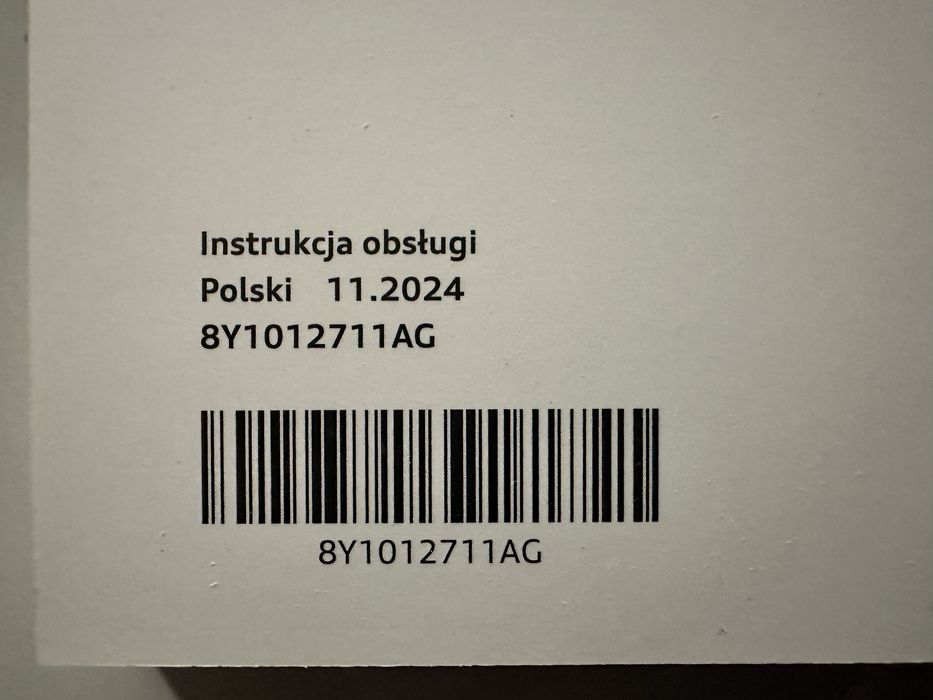 Instrukcja obsługi
Polski 11.2024
8Y1012711AG
8Y1012711AG